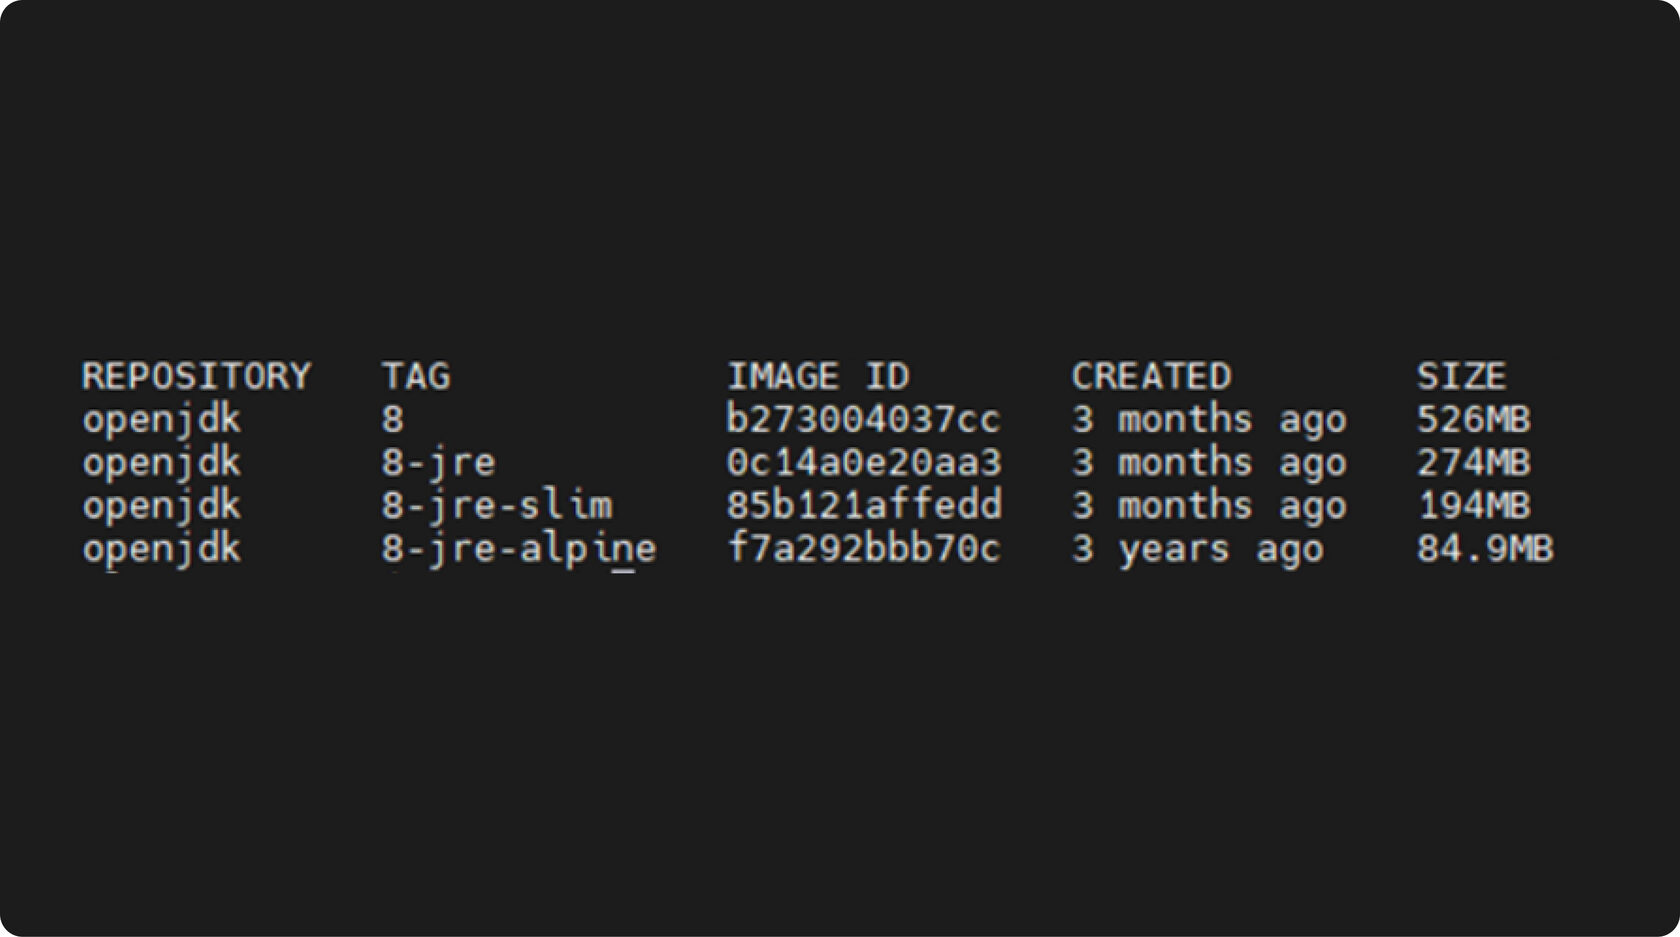 REPOSITORY TAG IMAGE ID CREATED SIZE
openjdk 8 b273004037cc 3 months ago 526MB
openjdk 8-jre 0c14a0e20aa3 3 months ago 274MB
openjdk 8-jre-slim 85b121affedd 3 months ago 194MB
openjdk 8-jre-alpine f7a292bbb70c 3 years ago 84.9MB